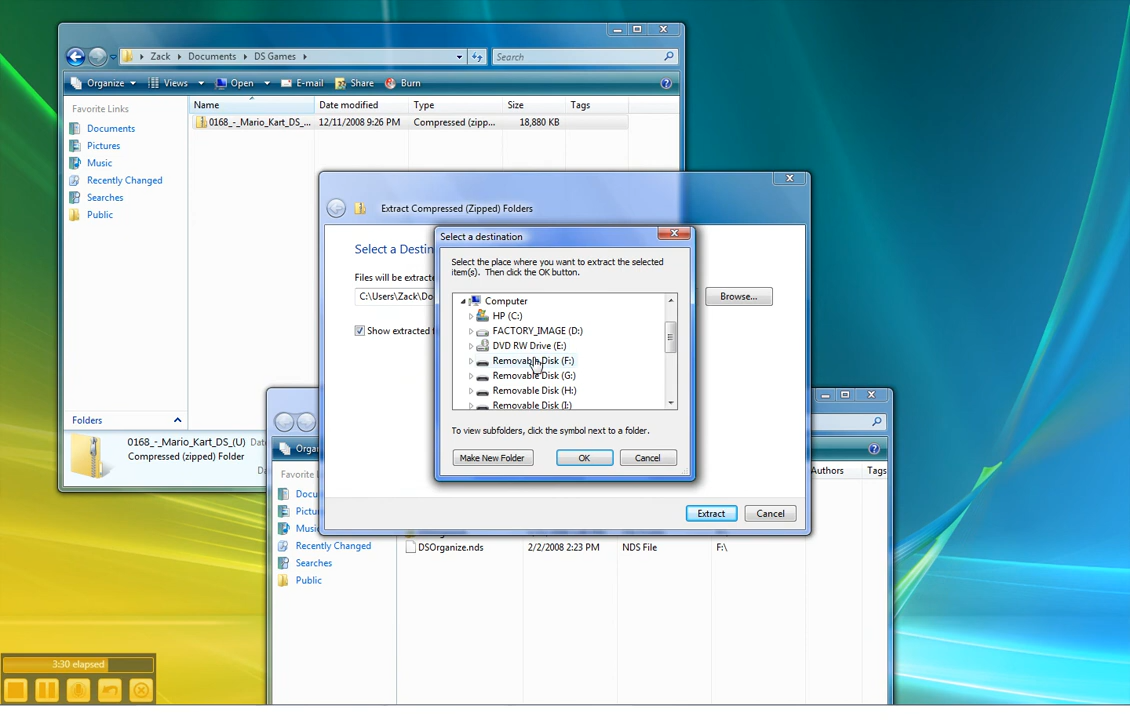 Zack Documents DS Games Search
Organize Views Open E-mail Share Burn
Favorite Links
Documents
Pictures
Music
Recently Changed
Searches
Public
Folders
Name Date modified Type Size Tags
0168_-_Mario_Kart_DS_... 12/11/2008 9:26 PM Compressed (zipp... 18,880 KB
0168_-_Mario_Kart_DS_(U) Date
Compressed (zipped) Folder
Extract Compressed (Zipped) Folders
Select a Destin
Files will be extracte
C:\Users\Zack\Do
Browse...
Show extracted f
Extract Cancel
Select a destination
Select the place where you want to extract the selected
item(s). Then click the OK button.
Computer
HP (C:)
FACTORY_IMAGE (D:)
DVD RW Drive (E:)
Removable Disk (F:)
Removable Disk (G:)
Removable Disk (H:)
Removable Disk (I:)
To view subfolders, click the symbol next to a folder.
Make New Folder OK Cancel
Orga
Favorite
Docu
Pictur
Music
Recently Changed
Searches
Public
Authors Tags
DSOrganize.nds 2/2/2008 2:23 PM NDS File F:\
3:30 elapsed